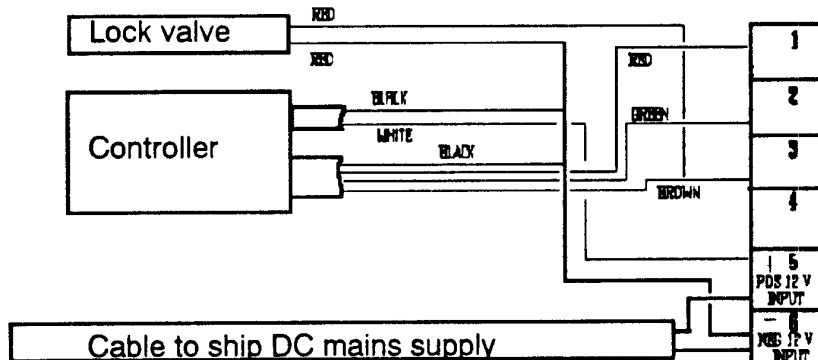 RED
Lock valve
RED
RED
1
BLACK
2
GREEN
Controller
WHITE
BLACK
3
BROWN
4
+ 5
POS 12 V
INPUT
- 6
NEG 12 V
INPUT
Cable to ship DC mains supply